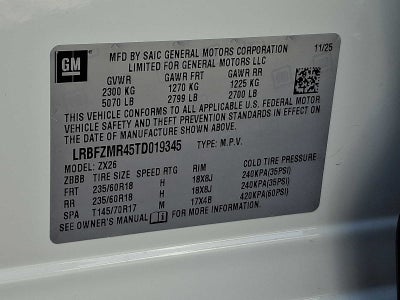 GM
MFD BY SAIC GENERAL MOTORS CORPORATION 11/25
LIMITED FOR GENERAL MOTORS LLC
GVWR GAWR FRT GAWR RR
2300 KG 1270 KG 1225 KG
5070 LB 2799 LB 2700 LB
THIS VEHICLE CONFORMS TO ALL APPLICABLE U.S. FEDERAL MOTOR
VEHICLE SAFETY AND THEFT PREVENTION STANDARDS IN EFFECT ON
THE DATE OF MANUFACTURE SHOWN ABOVE.
LRBFZMR45TD019345 TYPE: M.P.V.
MODEL: ZX26
ZBBB TIRE SIZE SPEED RTG RIM COLD TIRE PRESSURE
FRT 235/60R18 H 18X8J 240KPA(35PSI)
RR 235/60R18 H 18X8J 240KPA(35PSI)
SPA T145/70R17 M 17X4B 420KPA(60PSI)
SEE OWNER'S MANUAL FOR MORE INFORMATION.